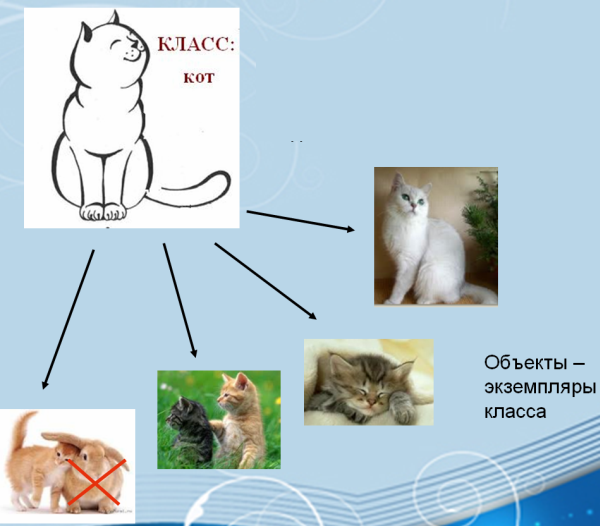 КЛАСС:
кот
Объекты –
экземпляры
класса